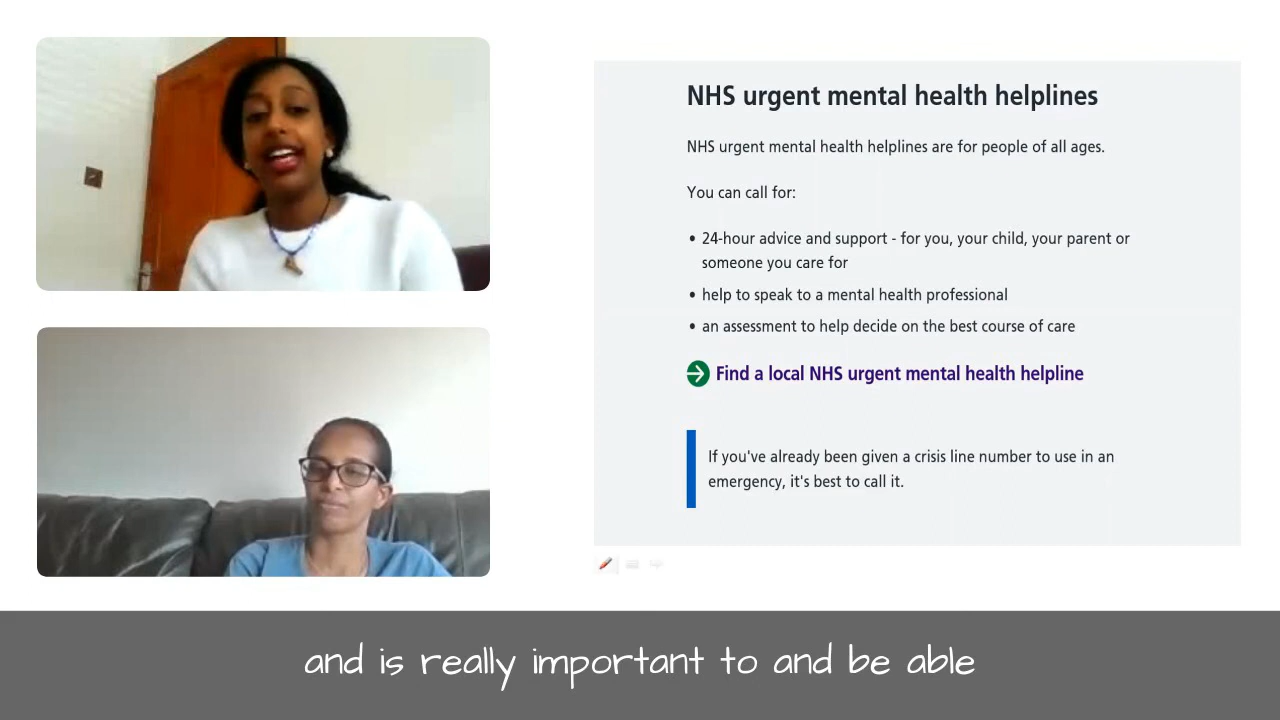 NHS urgent mental health helplines
NHS urgent mental health helplines are for people of all ages.
You can call for:
• 24-hour advice and support - for you, your child, your parent or
someone you care for
• help to speak to a mental health professional
• an assessment to help decide on the best course of care
Find a local NHS urgent mental health helpline
If you've already been given a crisis line number to use in an
emergency, it's best to call it.
and is really important to and be able